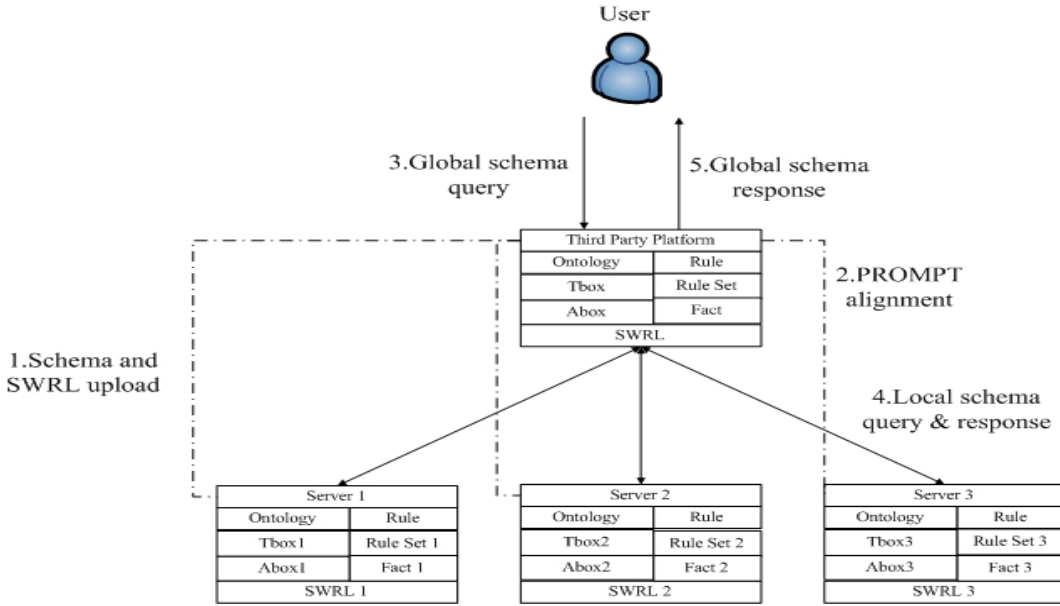 User
3.Global schema
query
5.Global schema
response
Third Party Platform
Ontology Rule
Tbox Rule Set
Abox Fact
SWRL
2.PROMPT
alignment
1.Schema and
SWRL upload
4.Local schema
query & response
Server 1
Ontology Rule
Tbox1 Rule Set 1
Abox1 Fact 1
SWRL 1
Server 2
Ontology Rule
Tbox2 Rule Set 2
Abox2 Fact 2
SWRL 2
Server 3
Ontology Rule
Tbox3 Rule Set 3
Abox3 Fact 3
SWRL 3